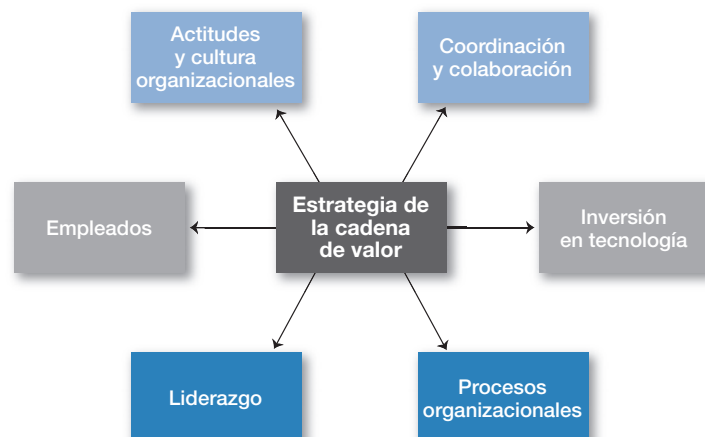 Actitudes
y cultura
organizacionales
Coordinación
y colaboración
Empleados
Estrategia de
la cadena
de valor
Inversión
en tecnología
Liderazgo
Procesos
organizacionales